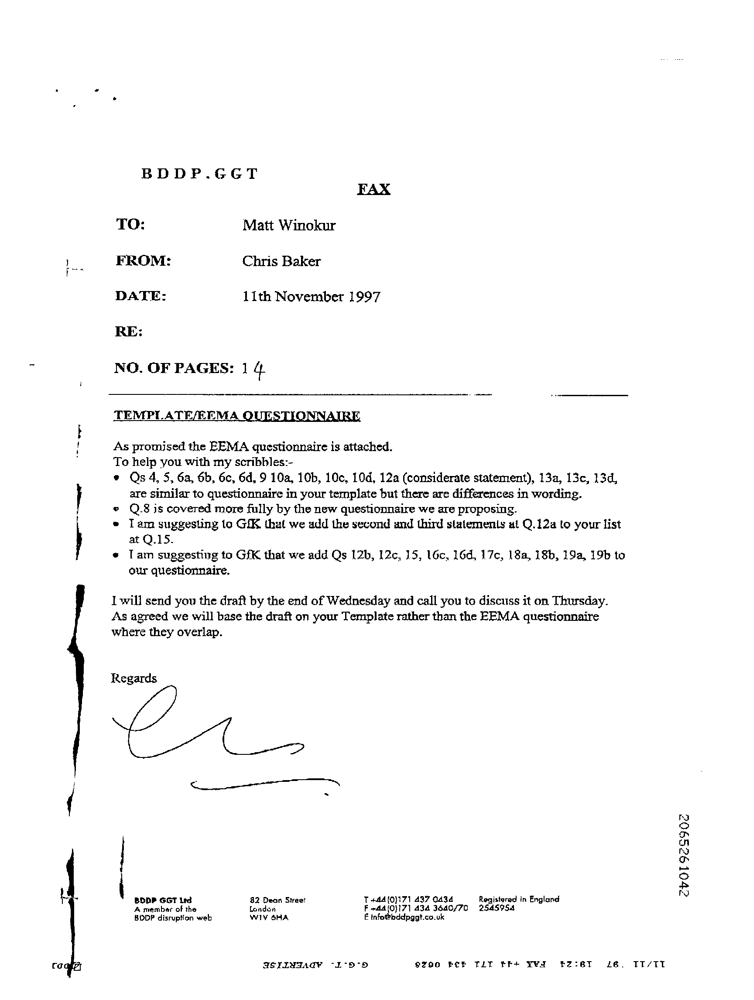 BDDP.GGT
FAX
TO: Matt Winokur
FROM: Chris Baker
DATE: 11th November 1997
RE:
NO. OF PAGES: 14
TEMPLATE/EEMA QUESTIONNAIRE
As promised the EEMA questionnaire is attached.
To help you with my scribbles:-
• Qs 4, 5, 6a, 6b, 6c, 6d, 9 10a, 10b, 10c, 10d, 12a (considerate statement), 13a, 13c, 13d,
are similar to questionnaire in your template but there are differences in wording.
• Q.8 is covered more fully by the new questionnaire we are proposing.
• I am suggesting to GfK that we add the second and third statements at Q.12a to your list
at Q.15.
• I am suggesting to GfK that we add Qs 12b, 12c, 15, 16c, 16d, 17c, 18a, 18b, 19a, 19b to
our questionnaire.
I will send you the draft by the end of Wednesday and call you to discuss it on Thursday.
As agreed we will base the draft on your Template rather than the EEMA questionnaire
where they overlap.
Regards
2065261042
BDDP GGT Ltd
A member of the
BDDP disruption web
82 Dean Street
London
W1V 6HA
T +44(0)171 437 0434
F +44(0)171 434 3640/70
E info@bddpggt.co.uk
Registered in England
2545954
11/11 '97 19:24 FAX +44 171 434 0026 G.G.T. ADVERTISE